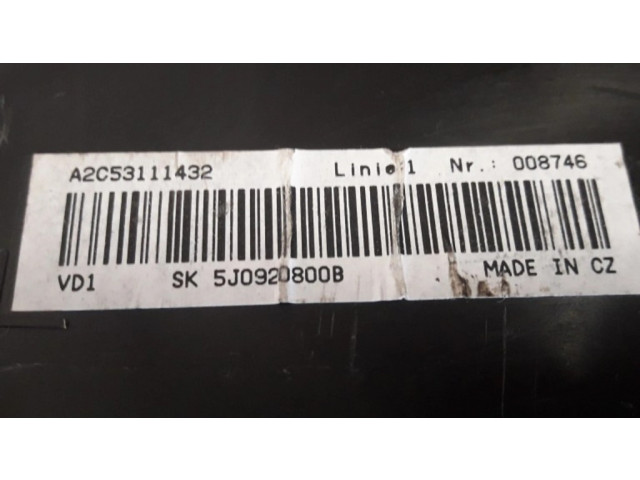 A2C53111432 Linie 1 Nr.: 008746
VD1 SK 5J0920800B MADE IN CZ